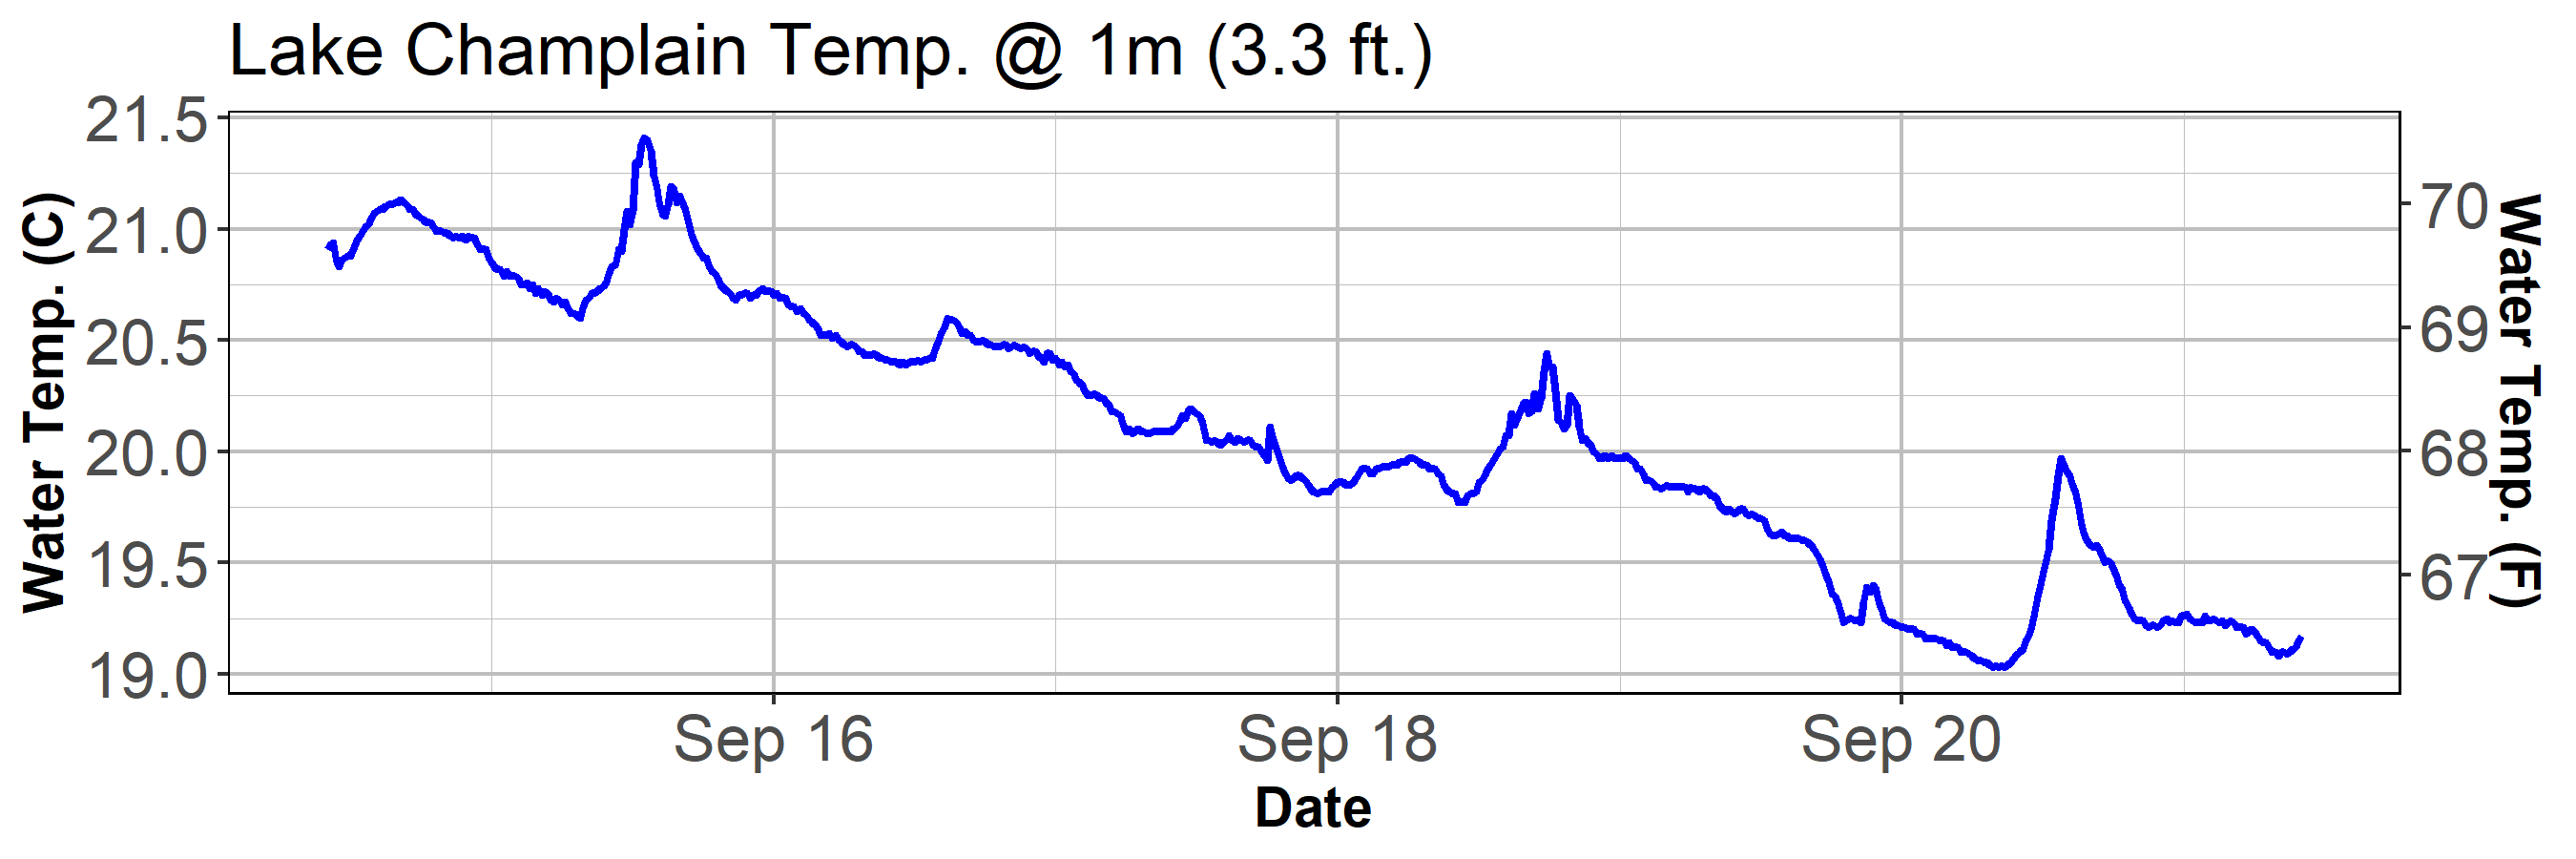 Lake Champlain Temp. @ 1m (3.3 ft.)
Water Temp. (C)
21.5
21.0
20.5
20.0
19.5
19.0
70
69
68
67
Water Temp. (F)
Sep 16
Sep 18
Sep 20
Date